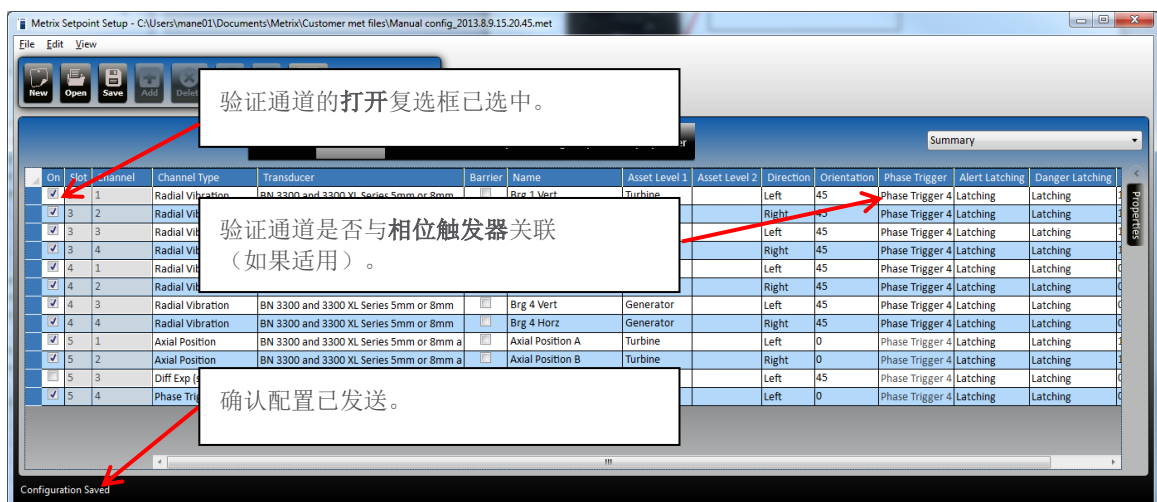 Metrix Setpoint Setup - C:\Users\mane01\Documents\Metrix\Customer met files\Manual config_2013.8.9.15.20.45.met
File Edit View
New Open Save Add Delet
验证通道的打开复选框已选中。
Summary
On Slot Channel Channel Type Transducer Barrier Name Asset Level 1 Asset Level 2 Direction Orientation Phase Trigger Alert Latching Danger Latching
1 Radial Vibration BN 3300 and 3300 XL Series 5mm or 8mm Brg 1 Vert Turbine Left 45 Phase Trigger 4 Latching Latching
3 2 Radial Vib Right 45 Phase Trigger 4 Latching Latching
3 3 Radial Vib Left 45 Phase Trigger 4 Latching Latching
3 4 Radial Vib Right 45 Phase Trigger 4 Latching Latching
4 1 Radial Vib Left 45 Phase Trigger 4 Latching Latching
4 2 Radial Vib Right 45 Phase Trigger 4 Latching Latching
验证通道是否与相位触发器关联
（如果适用）。
4 3 Radial Vibration BN 3300 and 3300 XL Series 5mm or 8mm Brg 4 Vert Generator Left 45 Phase Trigger 4 Latching Latching
4 4 Radial Vibration BN 3300 and 3300 XL Series 5mm or 8mm Brg 4 Horz Generator Right 45 Phase Trigger 4 Latching Latching
5 1 Axial Position BN 3300 and 3300 XL Series 5mm or 8mm a Axial Position A Turbine Left 0 Phase Trigger 4 Latching Latching
5 2 Axial Position BN 3300 and 3300 XL Series 5mm or 8mm a Axial Position B Turbine Right 0 Phase Trigger 4 Latching Latching
5 3 Diff Exp (s Left 45 Phase Trigger 4 Latching Latching
5 4 Phase Trig Left 0 Phase Trigger 4 Latching Latching
确认配置已发送。
Properties
Configuration Saved